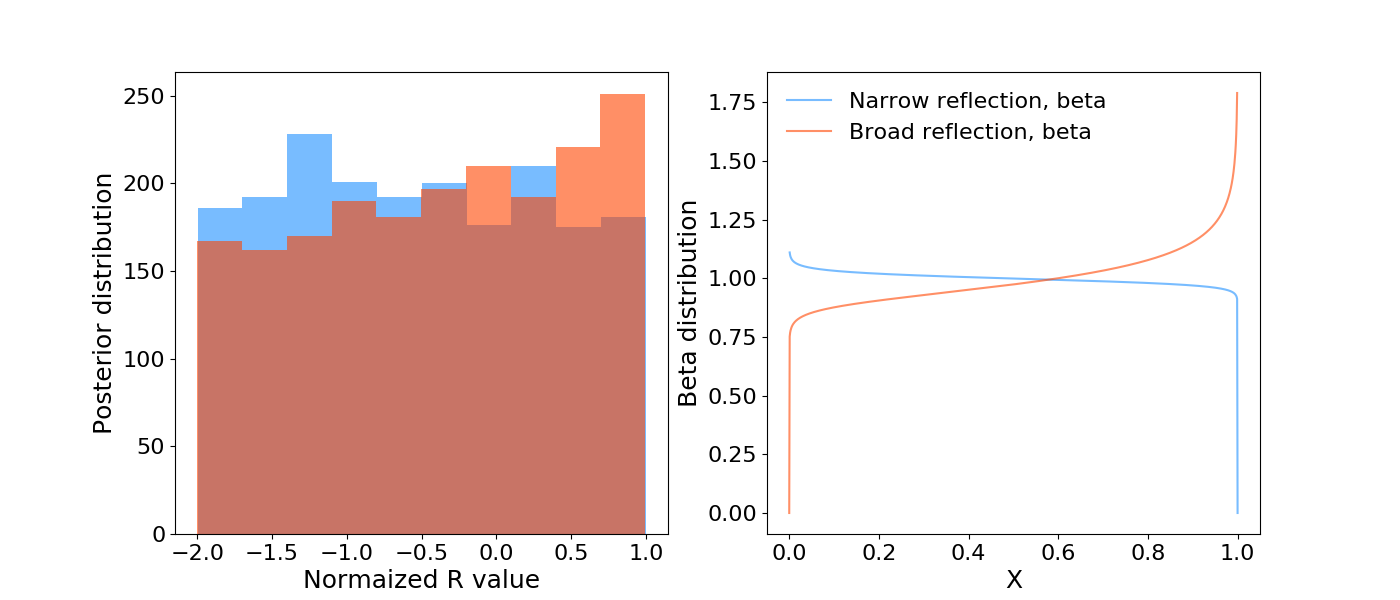 Posterior distribution
250
200
150
100
50
0
−2.0 −1.5 −1.0 −0.5 0.0 0.5 1.0
Normaized R value
Beta distribution
1.75
1.50
1.25
1.00
0.75
0.50
0.25
0.00
Narrow reflection, beta
Broad reflection, beta
0.0 0.2 0.4 0.6 0.8 1.0
X